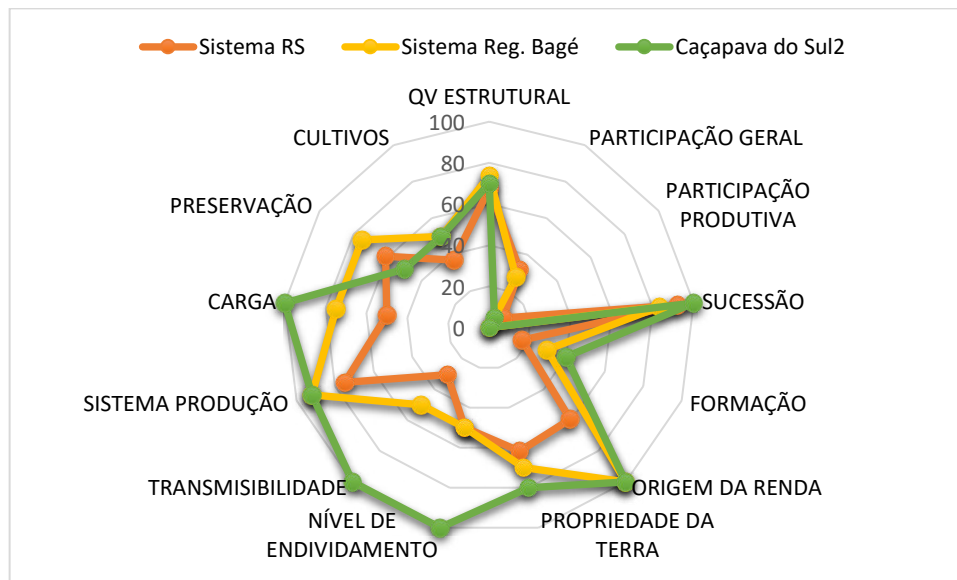 Sistema RS
Sistema Reg. Bagé
Caçapava do Sul2
QV ESTRUTURAL
PARTICIPAÇÃO GERAL
PARTICIPAÇÃO
PRODUTIVA
SUCESSÃO
FORMAÇÃO
ORIGEM DA RENDA
PROPRIEDADE DA
TERRA
NÍVEL DE
ENDIVIDAMENTO
TRANSMISIBILIDADE
SISTEMA PRODUÇÃO
CARGA
PRESERVAÇÃO
CULTIVOS
100
80
60
40
20
0